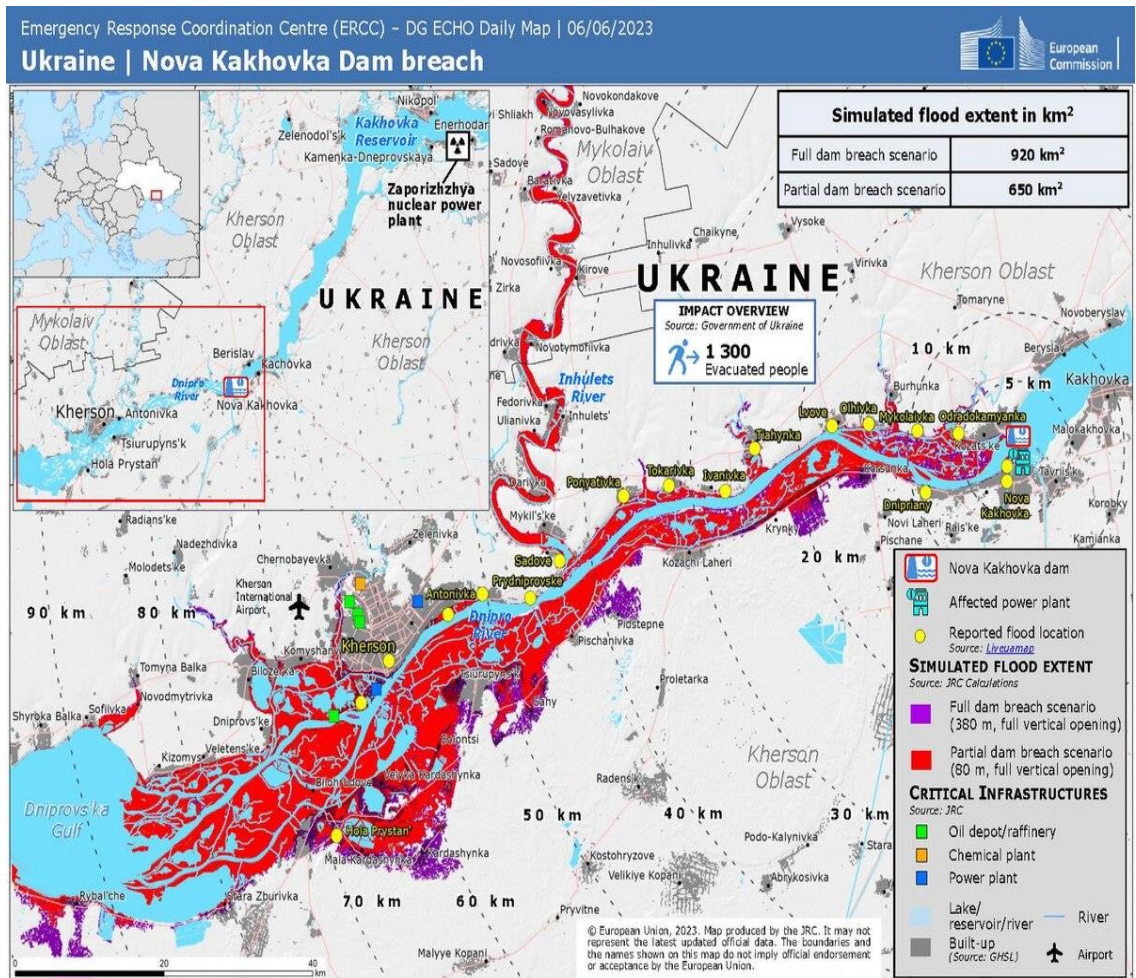 Emergency Response Coordination Centre (ERCC) – DG ECHO Daily Map | 06/06/2023
Ukraine | Nova Kakhovka Dam breach
European
Commission
Simulated flood extent in km²
Full dam breach scenario 920 km²
Partial dam breach scenario 650 km²
Nikopol'
Kakhovka
Reservoir
Enerhodar
Zelenodol's'k
Kamenka-Dneprovskaya
Zaporizhzhya
nuclear power
plant
Kherson
Oblast
UKRAINE
Mykolaiv
Oblast
Kherson
Oblast
Berislav
Kachovka
Dnipro
River
Nova Kakhovka
Kherson
Antonivka
Tsiurupyns'k
Hola Prystan'
Novokondakove
Novovasylivka
Romanovo-Bulhakove
Mykolaiv
Oblast
Sadove
Yelyzavetivka
Novosofiivka
Kirove
Zirka
Novotymofiivka
Fedorivka
Ulianivka
Inhulets'
Inhulets
River
Darivka
Mykil's'ke
Vysoke
Chaikyne,
Inhulivka
Virivka
UKRAINE
Kherson Oblast
Tomaryne
Novoberyslav
IMPACT OVERVIEW
Source: Government of Ukraine
1 300
Evacuated people
10 km
5 km
Beryslav
Kakhovka
Burhunka
Malokakhovka
Lvove
Olhivka
Mykolaivka
Odradokamyanka
Kozats'ke
Tiahynka
Korsunka
Tavriis'k
Ponyativka
Tokarivka
Ivanivka
Dnipriany
Nova
Kakhovka
Korobky
Krynky
Novi Laheri
Rais'ke
Pischane
Kamianka
20 km
Kozachi Laheri
Radians'ke
Nadezhdivka
Molodets'ke
Chernobayevka
Zelenivka
Kherson
International
Airport
Sadove
Antonivka
Prydniprovske
Dnipro
River
90 km
80 km
Kherson
Komyshany
Pidstepne
Pischanivka
Tomyna Balka
Bilozerka
Tsiurupyns'k
Proletarka
Novodmytrivka
Sofiivka
Sahy
Shyroka Balka
Dniprovs'ke
Veletens'ke
Solontsi
Kizomys
Bilohrudove
Velyka Kardashynka
Radens'k
Kherson
Oblast
Dniprovs'ka
Gulf
Hola Prystan'
50 km
40 km
30 km
Mala Kardashynka
Kardashynka
Kostohryzove
Podo-Kalynivka
Stara
Velikiye Kopani
Abrykosivka
Rybal'che
Stara Zburivka
70 km
60 km
Pryvitne
Malyye Kopani
0 20 40
km
© European Union, 2023. Map produced by the JRC. It may not
represent the latest updated official data. The boundaries and
the names shown on this map do not imply official endorsement
or acceptance by the European Union.
Nova Kakhovka dam
Affected power plant
Reported flood location
Source: Liveuamap
SIMULATED FLOOD EXTENT
Source: JRC Calculations
Full dam breach scenario
(380 m, full vertical opening)
Partial dam breach scenario
(80 m, full vertical opening)
CRITICAL INFRASTRUCTURES
Source: JRC
Oil depot/raffinery
Chemical plant
Power plant
Lake/
reservoir/river
River
Built-up
(Source: GHSL)
Airport